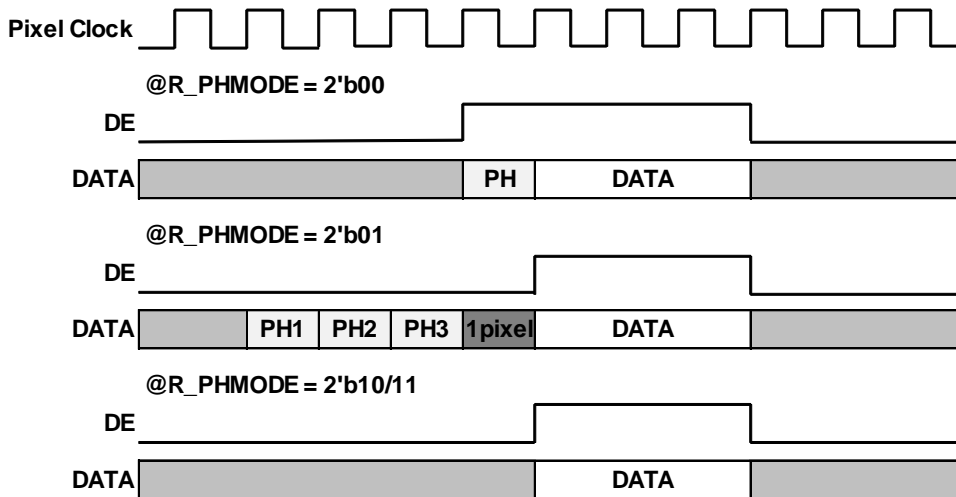 Pixel Clock
@R_PHMODE = 2'b00
DE
DATA PH DATA
@R_PHMODE = 2'b01
DE
DATA PH1 PH2 PH3 1pixel DATA
@R_PHMODE = 2'b10/11
DE
DATA DATA